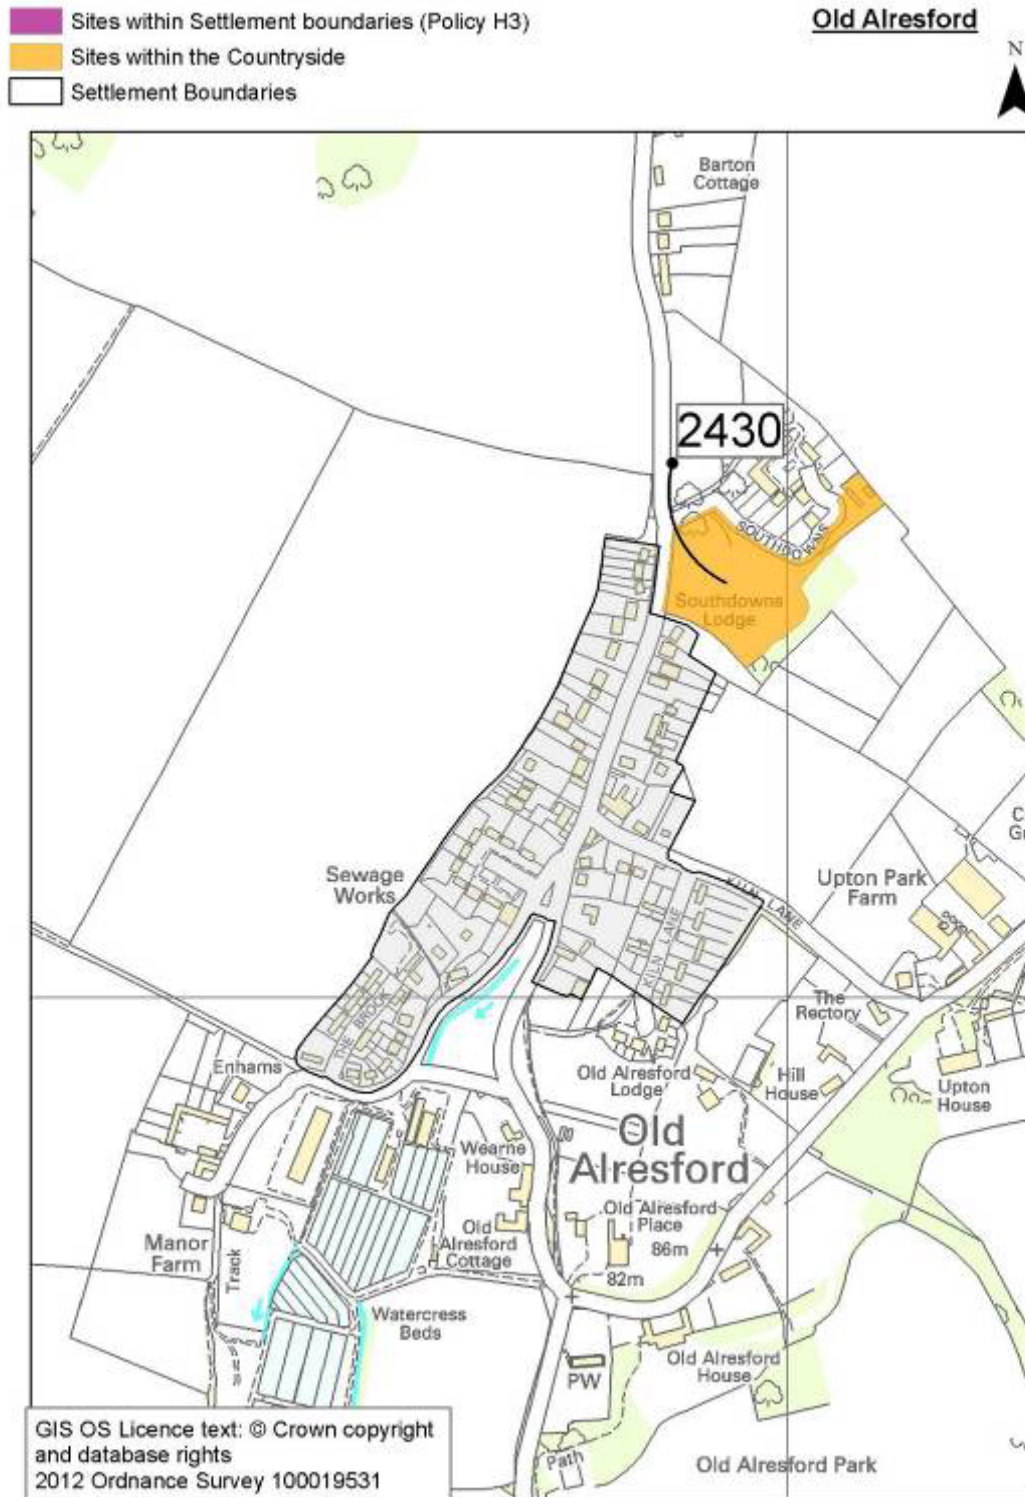 Sites within Settlement boundaries (Policy H3)
Old Alresford
Sites within the Countryside
N
Settlement Boundaries
Barton
Cottage
2430
SOUTHDOWNS
Southdowns
Lodge
Sewage
Works
Upton Park
Farm
KILN LANE
KILN LANE
The
Rectory
THE BROOK
Enhams
Old Alresford
Lodge
Hill
House
Upton
House
Old
Alresford
Wearne
House
Old Alresford
Place
86m
Old
Alresford
Cottage
Manor
Farm
Track
82m
Watercress
Beds
Old Alresford
House
PW
Path
Old Alresford Park
GIS OS Licence text: © Crown copyright
and database rights
2012 Ordnance Survey 100019531